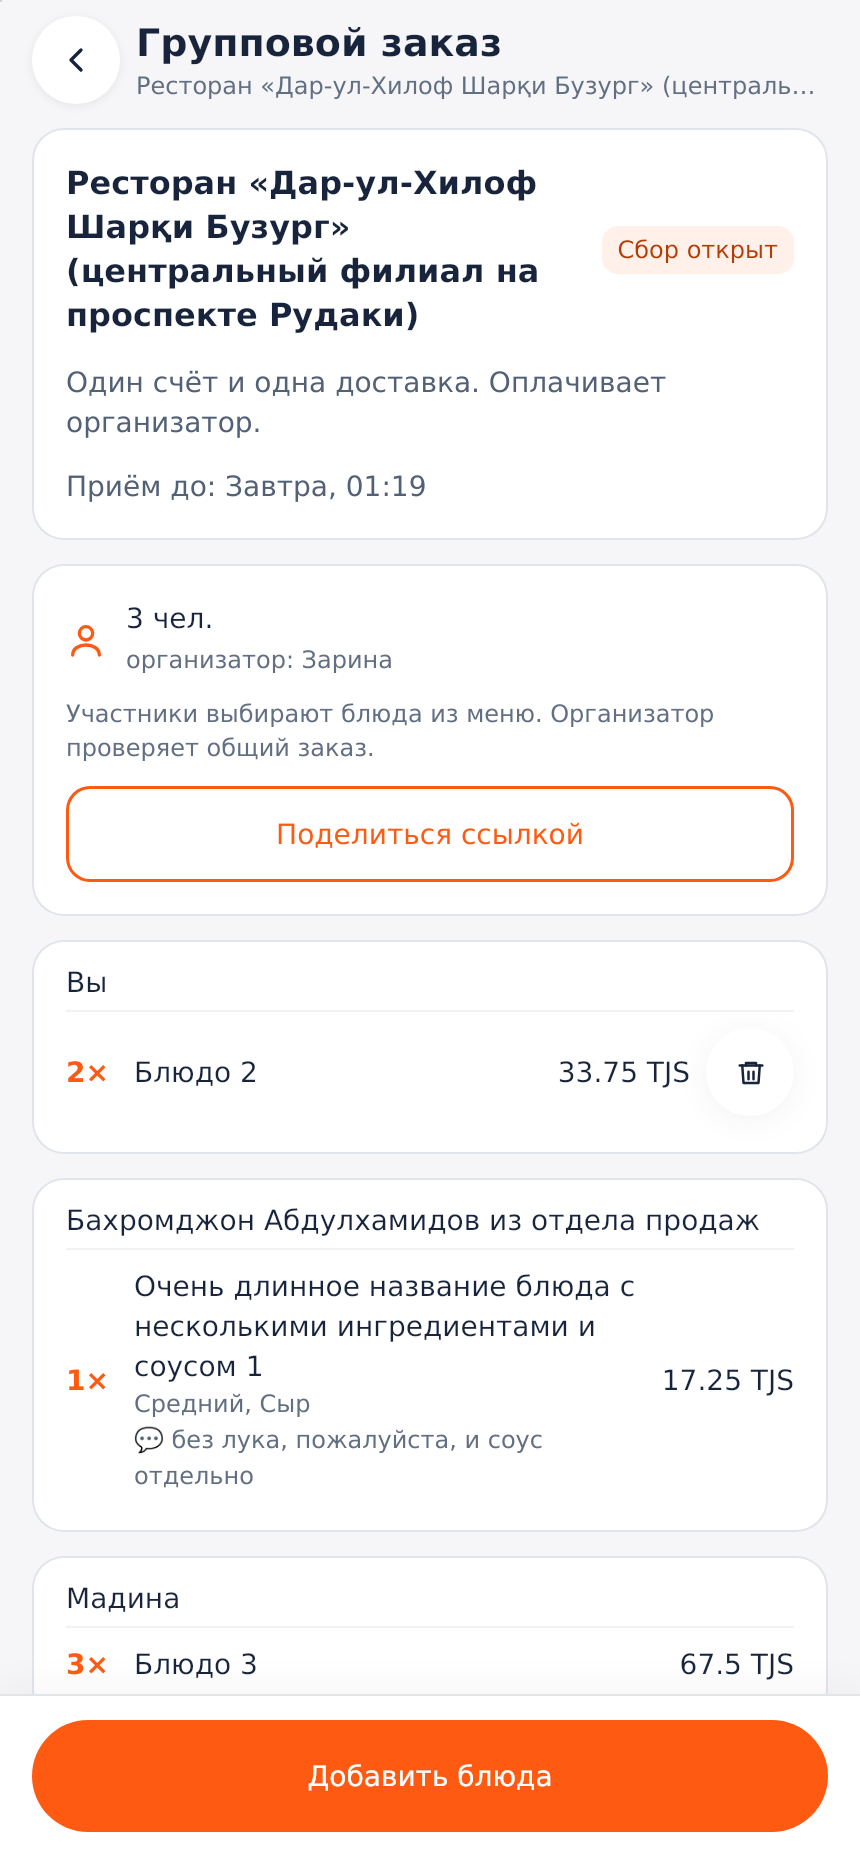 Групповой заказ
Ресторан «Дар-ул-Хилоф Шарқи Бузург» (централь...
Ресторан «Дар-ул-Хилоф
Шарқи Бузург»
(центральный филиал на
проспекте Рудаки)
Сбор открыт
Один счёт и одна доставка. Оплачивает
организатор.
Приём до: Завтра, 01:19
3 чел.
организатор: Зарина
Участники выбирают блюда из меню. Организатор
проверяет общий заказ.
Поделиться ссылкой
Вы
2× Блюдо 2 33.75 TJS
Бахромджон Абдулхамидов из отдела продаж
Очень длинное название блюда с
несколькими ингредиентами и
соусом 1
1× 17.25 TJS
Средний, Сыр
💬 без лука, пожалуйста, и соус
отдельно
Мадина
3× Блюдо 3 67.5 TJS
Добавить блюда